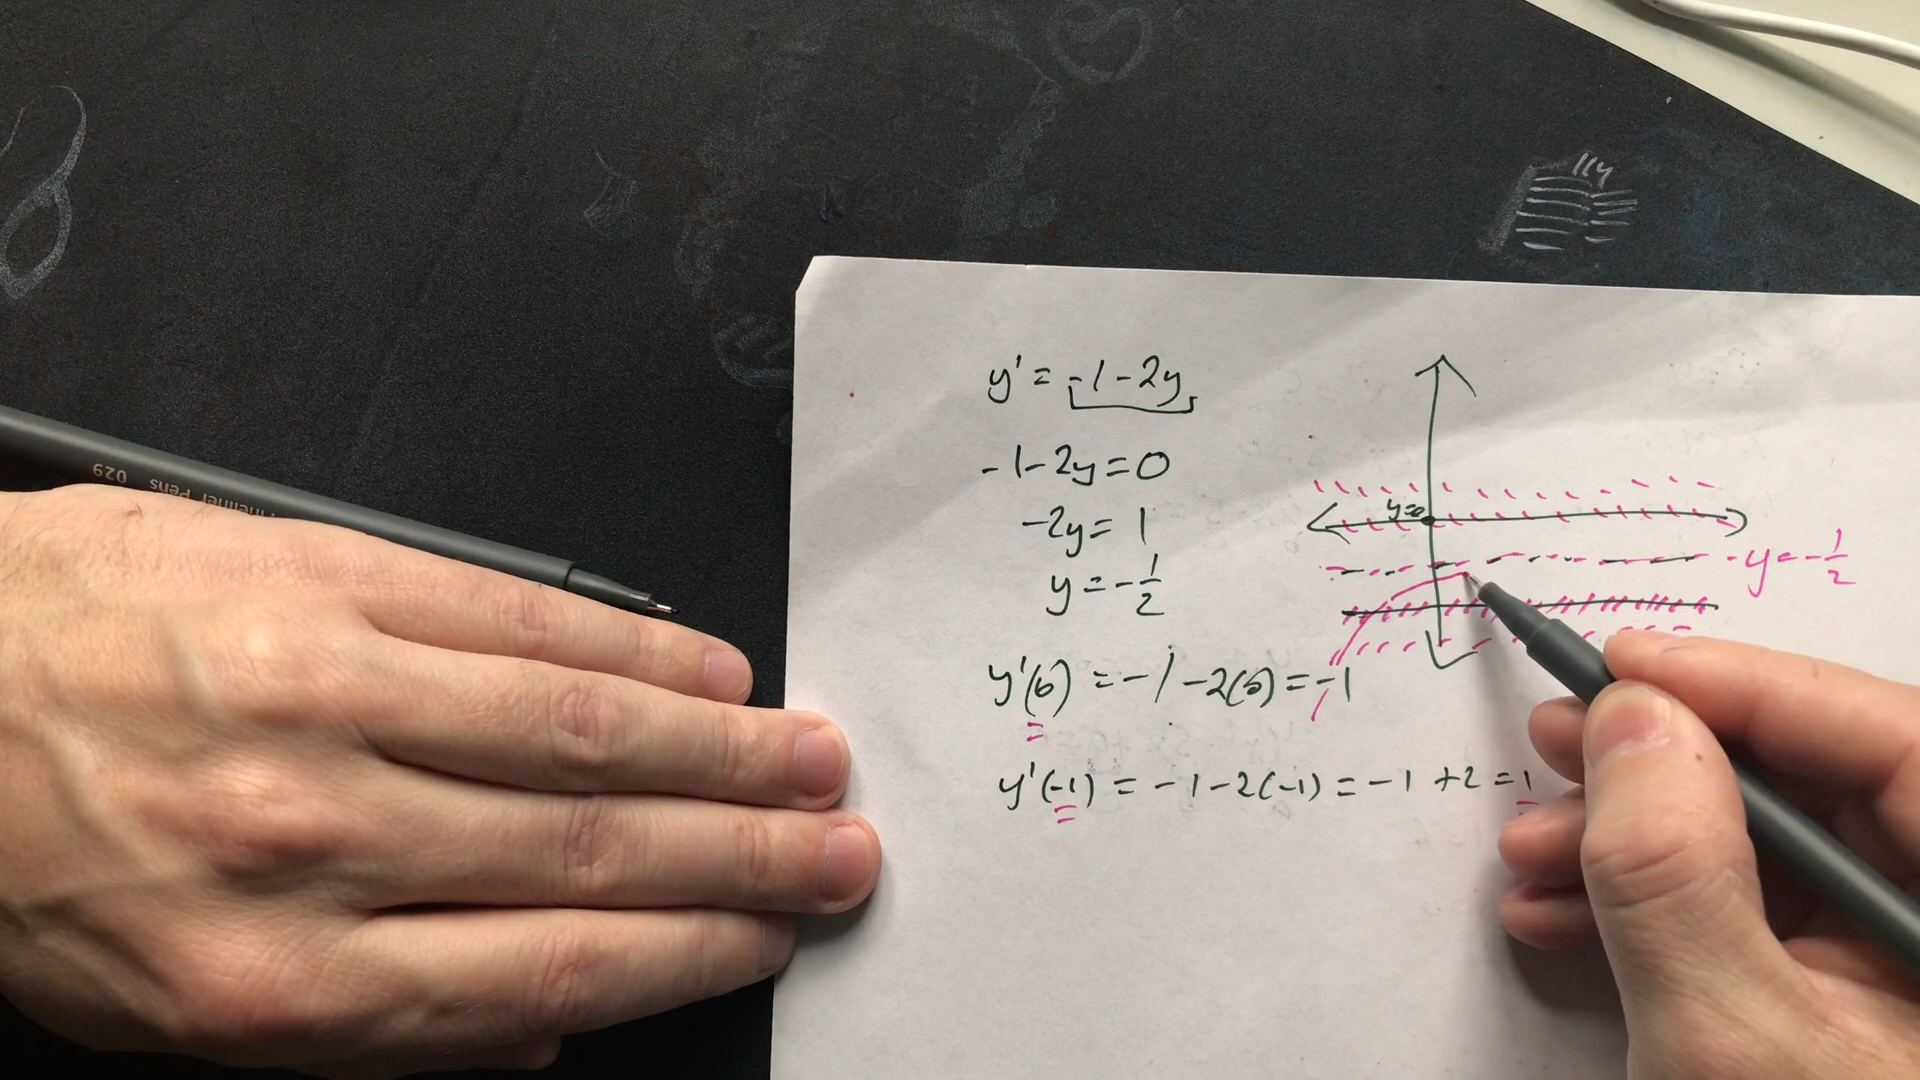 y' = -1-2y
-1-2y=0
-2y= 1
y=-1/2
y'(0) = -1 -2(0) = -1
y'(-1) = -1-2(-1) = -1 +2 =1
y=0
y=-1/2
Pens 029